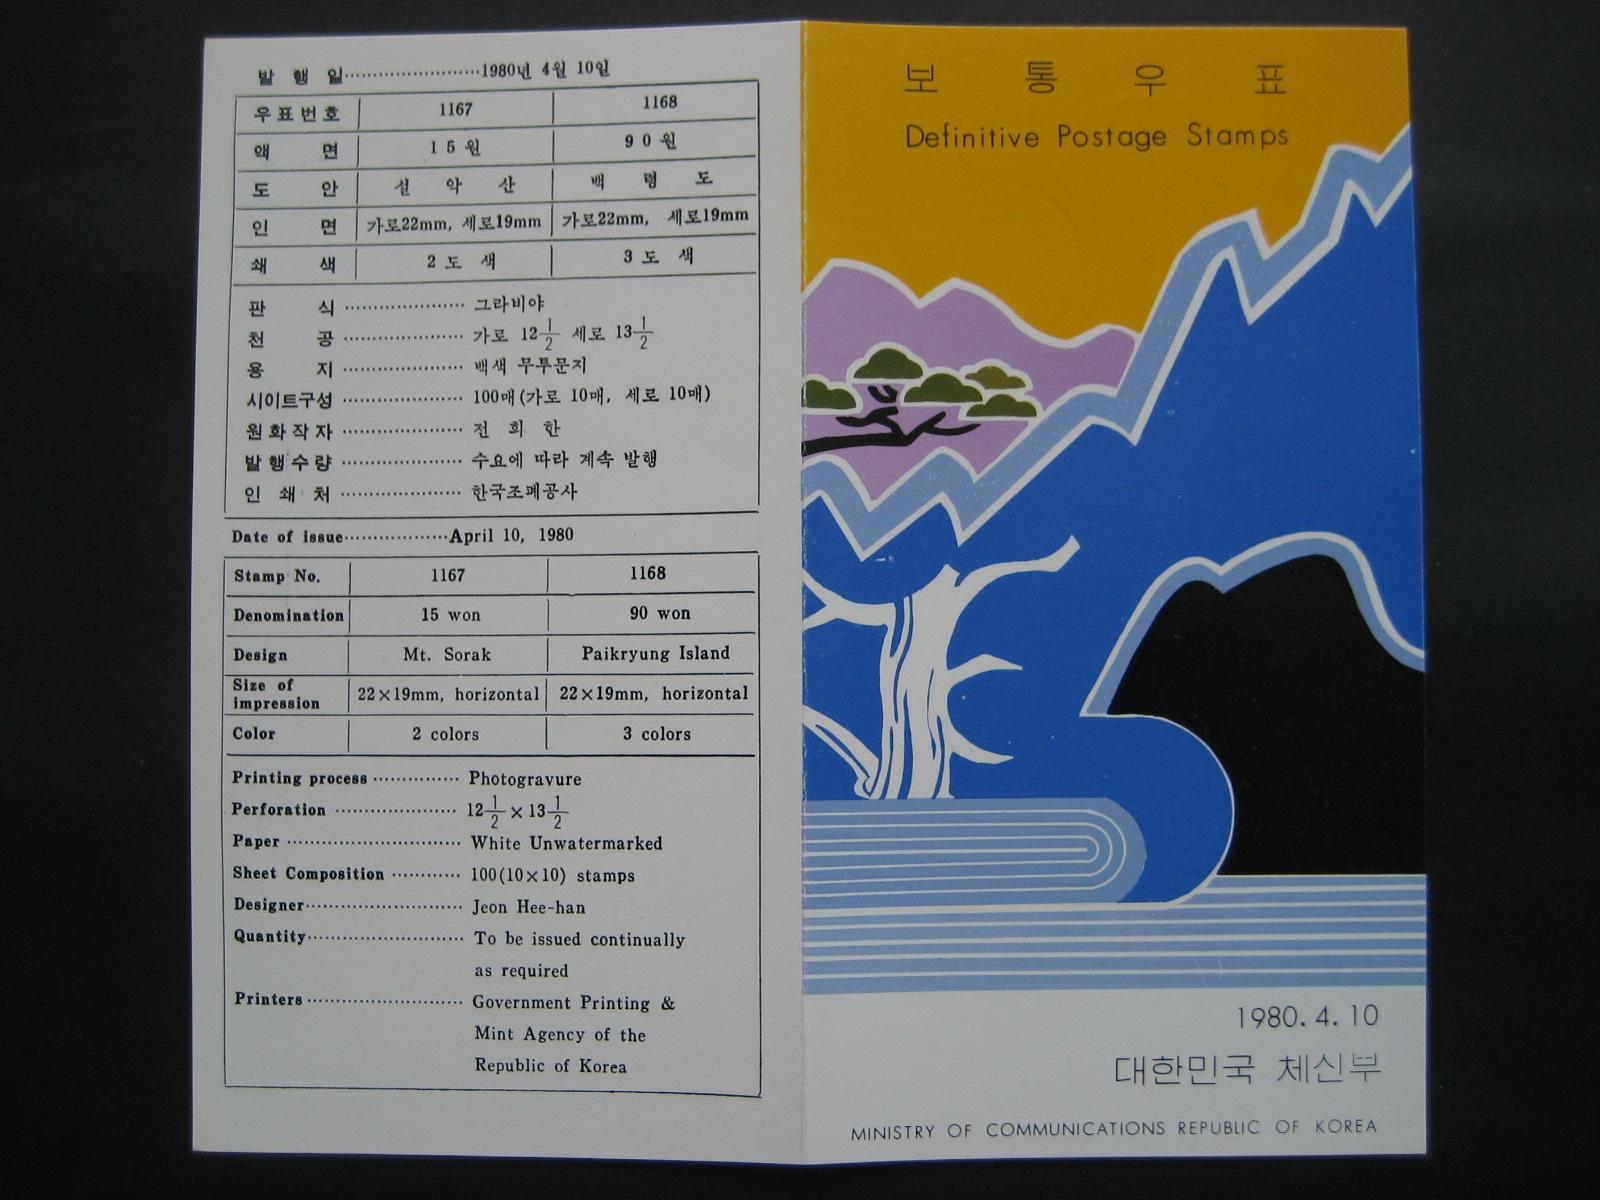 발 행 일 ························ 1980년 4월 10일
우표번호 1167 1168
액 면 15원 90원
도 안 설 악 산 백 령 도
인 면 가로22mm, 세로19mm 가로22mm, 세로19mm
쇄 색 2도 색 3도 색
판 식 ······················ 그라비야
천 공 ······················ 가로 12 1/2 세로 13 1/2
용 지 ······················ 백색 무투문지
시이트구성 ······················ 100매(가로 10매, 세로 10매)
원화작자 ······················ 전 희 한
발행수량 ······················ 수요에 따라 계속 발행
인 쇄 처 ······················ 한국조폐공사
Date of issue ·················· April 10, 1980
Stamp No. 1167 1168
Denomination 15 won 90 won
Design Mt. Sorak Paikryung Island
Size of
impression 22×19mm, horizontal 22×19mm, horizontal
Color 2 colors 3 colors
Printing process ··············· Photogravure
Perforation ····················· 12 1/2 × 13 1/2
Paper ······························ White Unwatermarked
Sheet Composition ············ 100(10×10) stamps
Designer ··························· Jeon Hee-han
Quantity ··························· To be issued continually
as required
Printers ··························· Government Printing &
Mint Agency of the
Republic of Korea
보 통 우 표
Definitive Postage Stamps
1980. 4. 10
대한민국 체신부
MINISTRY OF COMMUNICATIONS REPUBLIC OF KOREA